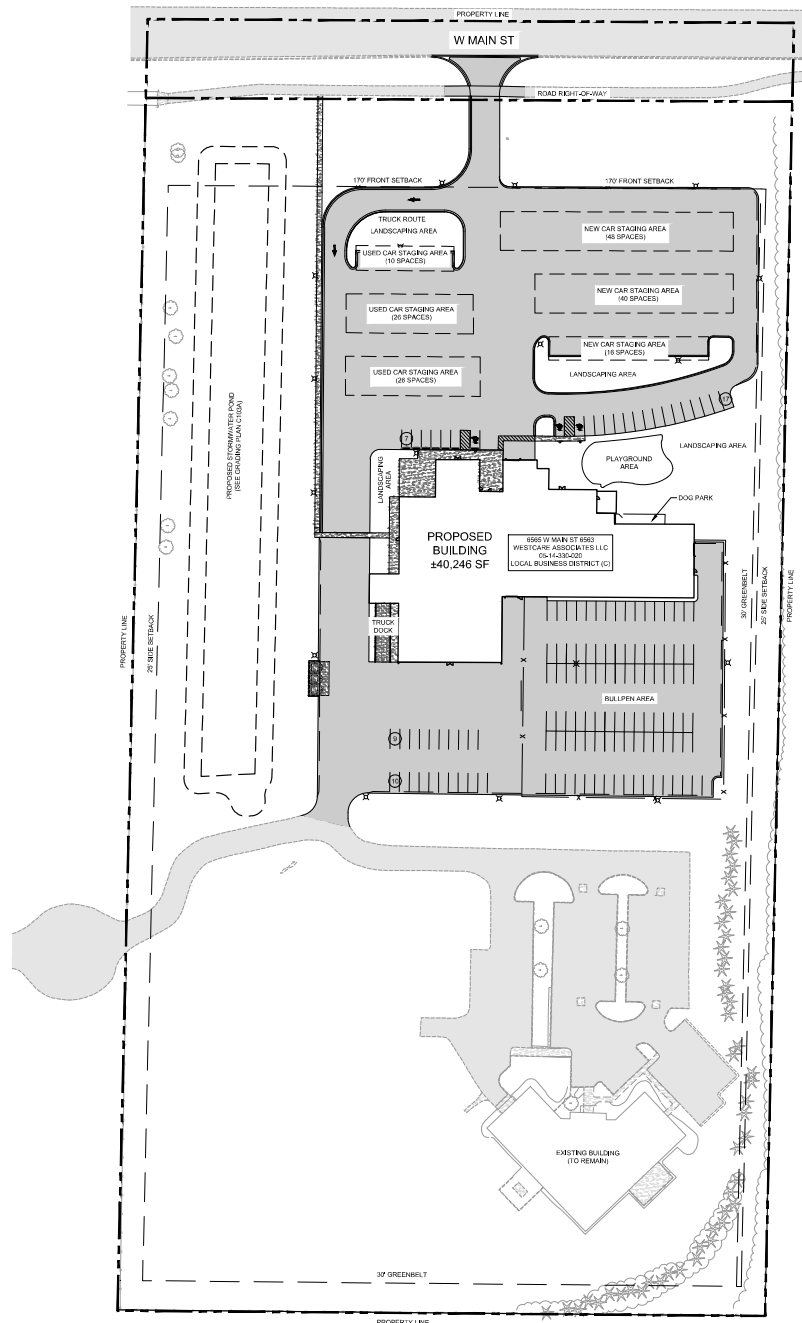 PROPERTY LINE
W MAIN ST
ROAD RIGHT-OF-WAY
170' FRONT SETBACK
170' FRONT SETBACK
TRUCK ROUTE
LANDSCAPING AREA
USED CAR STAGING AREA
(10 SPACES)
NEW CAR STAGING AREA
(48 SPACES)
NEW CAR STAGING AREA
(40 SPACES)
USED CAR STAGING AREA
(26 SPACES)
NEW CAR STAGING AREA
(16 SPACES)
LANDSCAPING AREA
USED CAR STAGING AREA
(26 SPACES)
17
7
LANDSCAPING AREA
PLAYGROUND
AREA
LANDSCAPING
AREA
DOG PARK
PROPOSED STORMWATER POND
(SEE GRADING PLAN C103A)
PROPOSED
BUILDING
±40,246 SF
6565 W MAIN ST 6563
WESTCARE ASSOCIATES LLC
05-14-330-020
LOCAL BUSINESS DISTRICT (C)
TRUCK
DOCK
PROPERTY LINE
25' SIDE SETBACK
30' GREENBELT
25' SIDE SETBACK
PROPERTY LINE
BULLPEN AREA
9
10
EXISTING BUILDING
(TO REMAIN)
30' GREENBELT
PROPERTY LINE